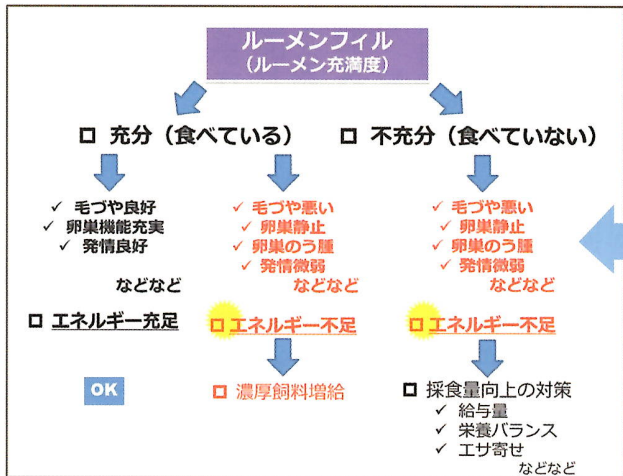 ルーメンフィル
(ルーメン充満度)
□ 充分（食べている）
□ 不充分（食べていない）
✓ 毛づや良好
✓ 卵巣機能充実
✓ 発情良好
などなど
□ エネルギー充足
OK
✓ 毛づや悪い
✓ 卵巣静止
✓ 卵巣のう腫
✓ 発情微弱
などなど
□ エネルギー不足
□ 濃厚飼料増給
✓ 毛づや悪い
✓ 卵巣静止
✓ 卵巣のう腫
✓ 発情微弱
などなど
□ エネルギー不足
□ 採食量向上の対策
✓ 給与量
✓ 栄養バランス
✓ エサ寄せ
などなど